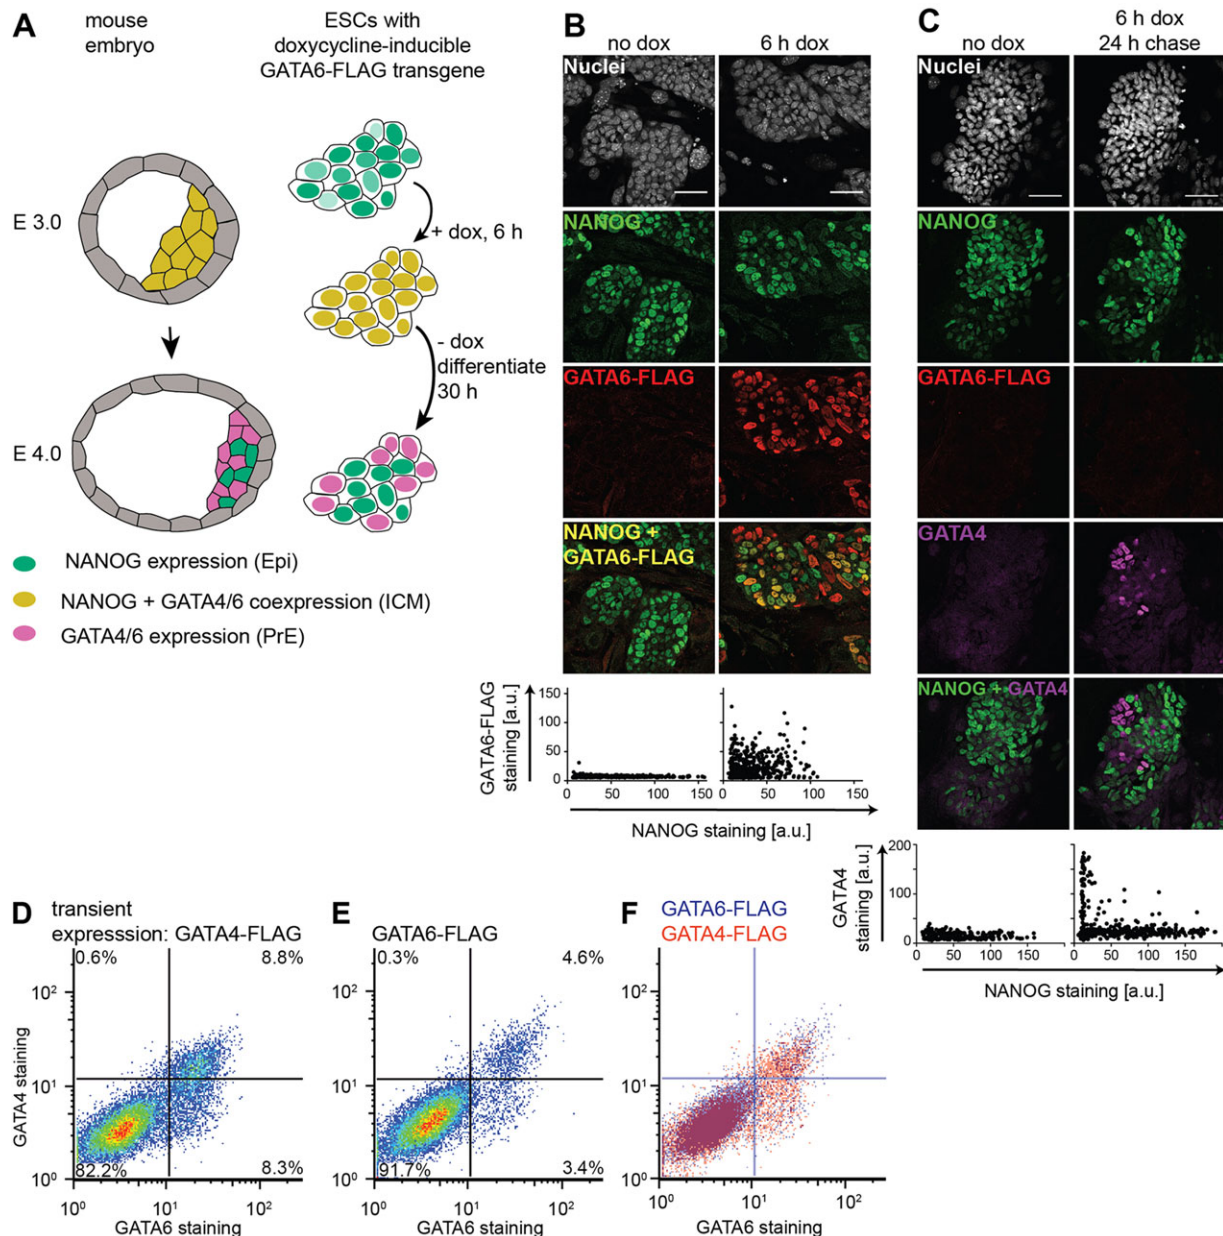 A
mouse
embryo
ESCs with
doxycycline-inducible
GATA6-FLAG transgene
E 3.0
+ dox, 6 h
- dox
differentiate
30 h
E 4.0
NANOG expression (Epi)
NANOG + GATA4/6 coexpression (ICM)
GATA4/6 expression (PrE)
B
no dox
6 h dox
Nuclei
NANOG
GATA6-FLAG
NANOG +
GATA6-FLAG
GATA6-FLAG
staining [a.u.]
150
100
50
0
0
50
100
150
0
50
100
150
NANOG staining [a.u.]
C
no dox
6 h dox
24 h chase
Nuclei
NANOG
GATA6-FLAG
GATA4
NANOG + GATA4
GATA4
staining [a.u.]
200
100
0
0
50
100
150
0
50
100
150
NANOG staining [a.u.]
D
transient
expresssion: GATA4-FLAG
0.6%
8.8%
82.2%
8.3%
10²
10¹
10⁰
10⁰
10¹
10²
GATA4 staining
GATA6 staining
E
GATA6-FLAG
0.3%
4.6%
91.7%
3.4%
10²
10¹
10⁰
10⁰
10¹
10²
GATA6 staining
F
GATA6-FLAG
GATA4-FLAG
10²
10¹
10⁰
10⁰
10¹
10²
GATA6 staining